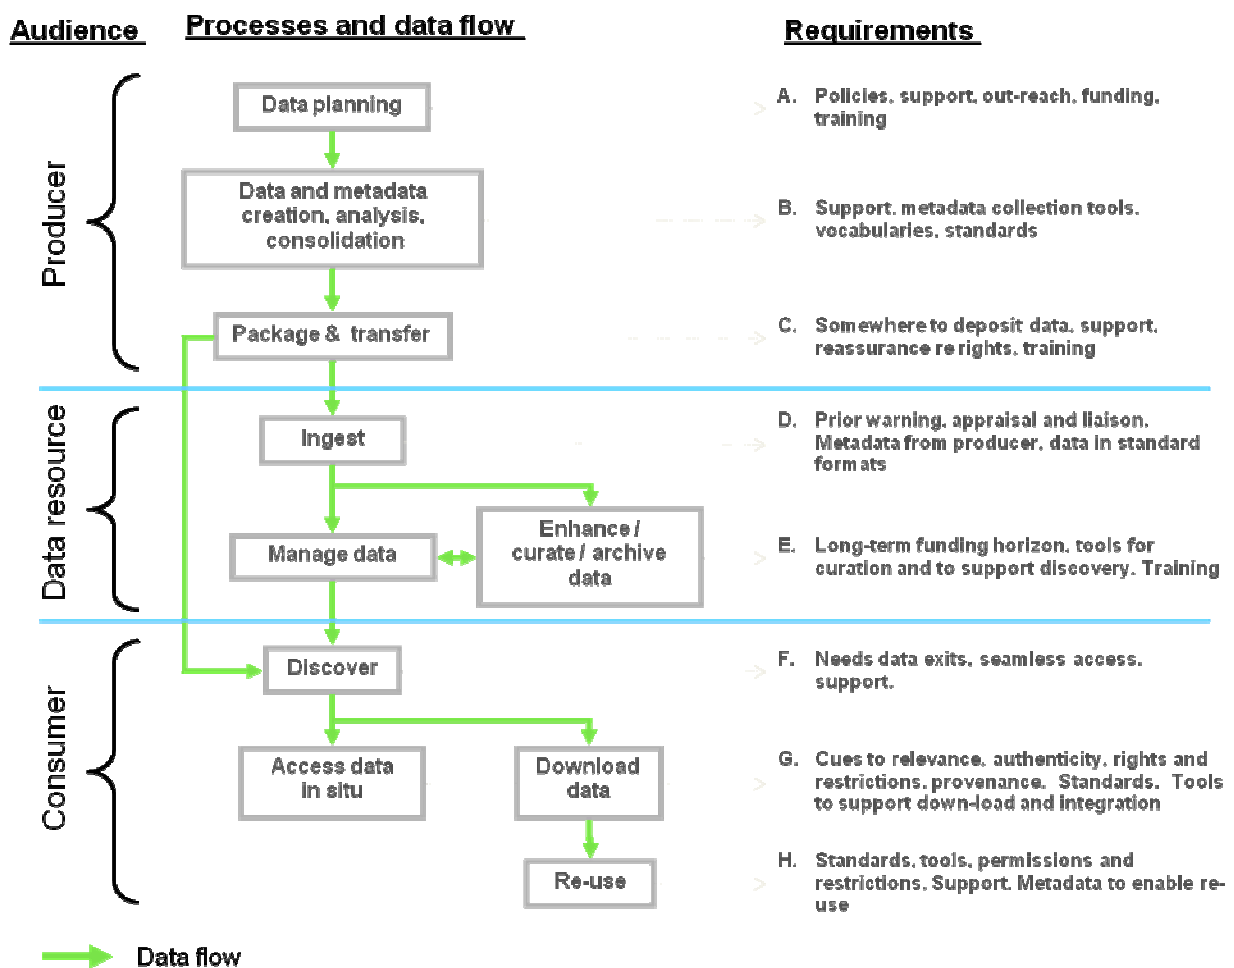 Audience
Processes and data flow
Requirements
Producer
Data planning
A. Policies, support, out-reach, funding,
training
Data and metadata
creation, analysis,
consolidation
B. Support, metadata collection tools,
vocabularies, standards
Package & transfer
C. Somewhere to deposit data, support,
reassurance re rights, training
Data resource
Ingest
D. Prior warning, appraisal and liaison.
Metadata from producer, data in standard
formats
Manage data
Enhance /
curate / archive
data
E. Long-term funding horizon, tools for
curation and to support discovery. Training
Consumer
Discover
F. Needs data exits, seamless access,
support.
Access data
in situ
Download
data
G. Cues to relevance, authenticity, rights and
restrictions, provenance. Standards. Tools
to support down-load and integration
Re-use
H. Standards, tools, permissions and
restrictions, Support. Metadata to enable re-
use
Data flow